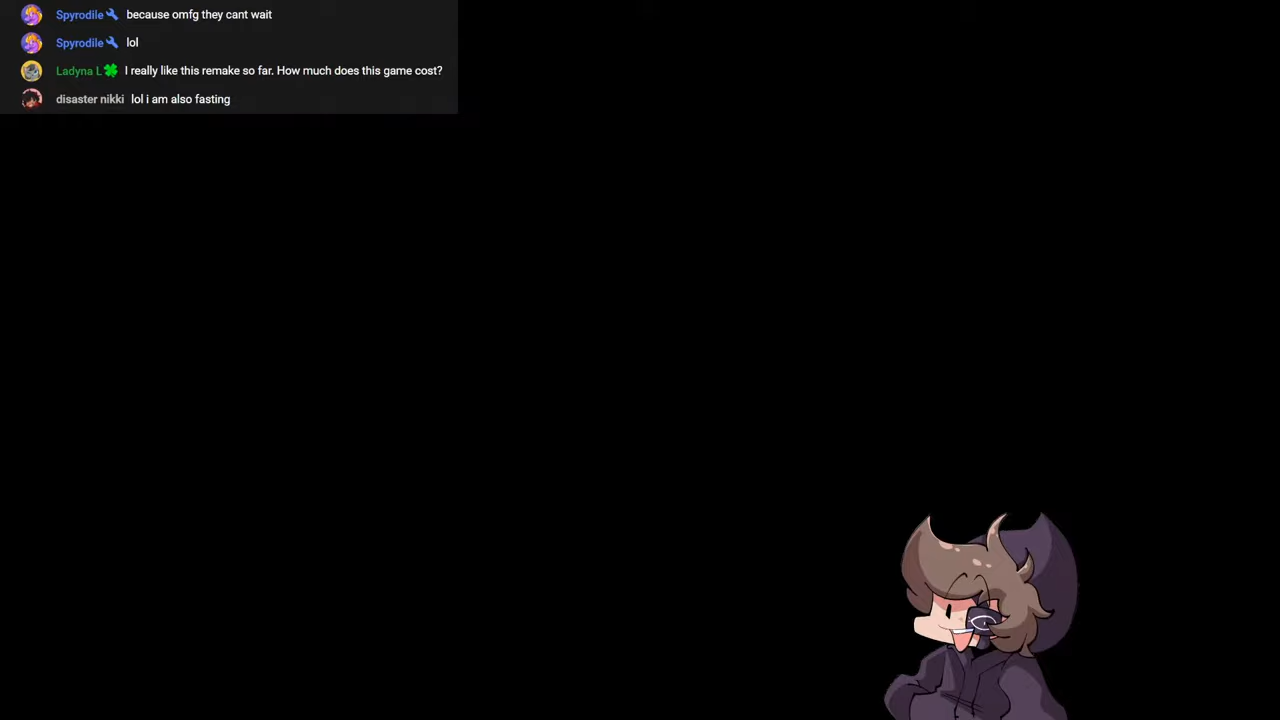 Spyrodile because omfg they cant wait
Spyrodile lol
Ladyna L I really like this remake so far. How much does this game cost?
disaster nikki lol i am also fasting